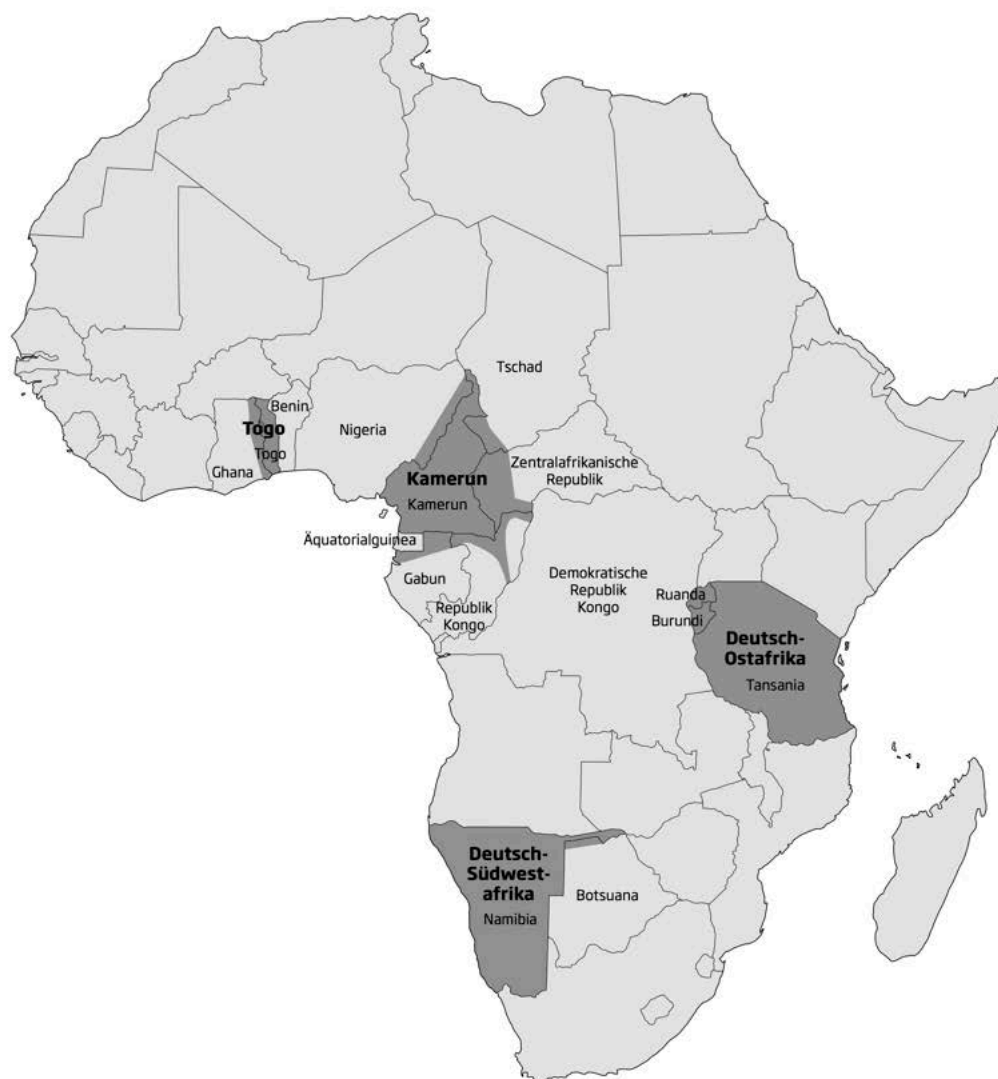 Tschad
Benin
Togo
Togo
Nigeria
Ghana
Zentralafrikanische
Republik
Kamerun
Kamerun
Äquatorialguinea
Gabun
Republik
Kongo
Demokratische
Republik
Kongo
Ruanda
Burundi
Deutsch-
Ostafrika
Tansania
Deutsch-
Südwest-
afrika
Namibia
Botsuana